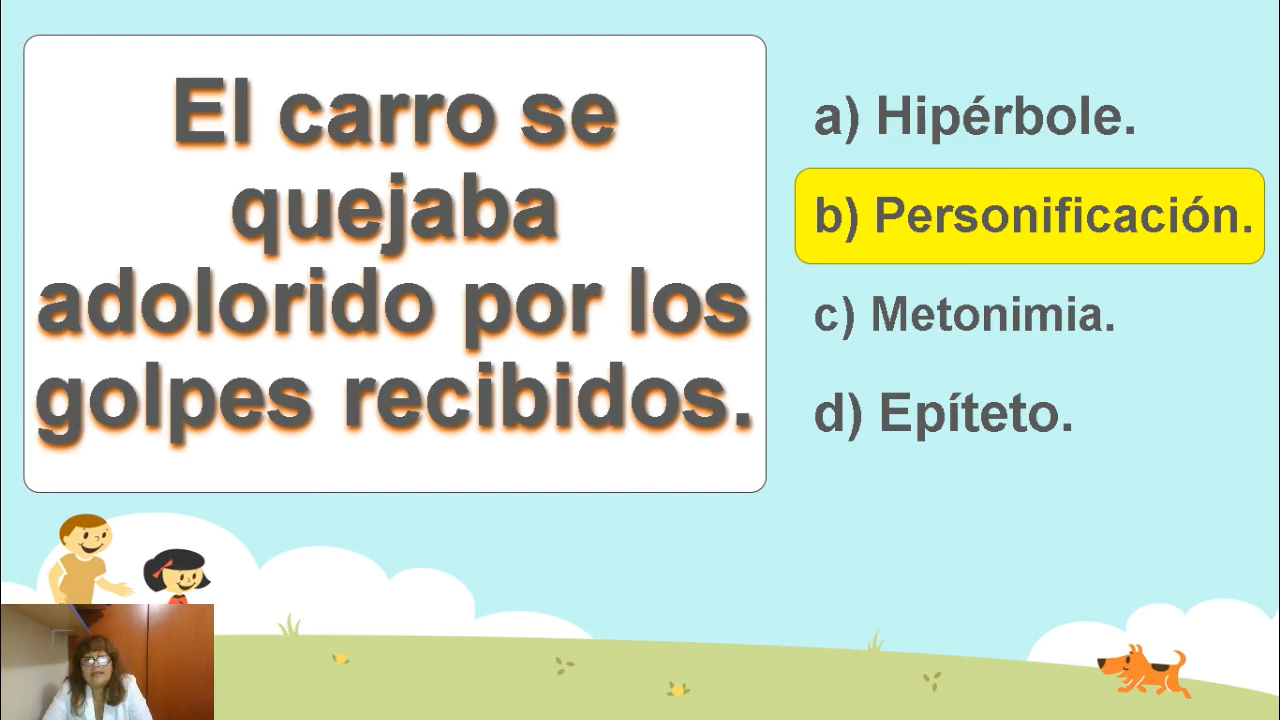 El carro se
quejaba
adolorido por los
golpes recibidos.
a) Hipérbole.
b) Personificación.
c) Metonimia.
d) Epíteto.